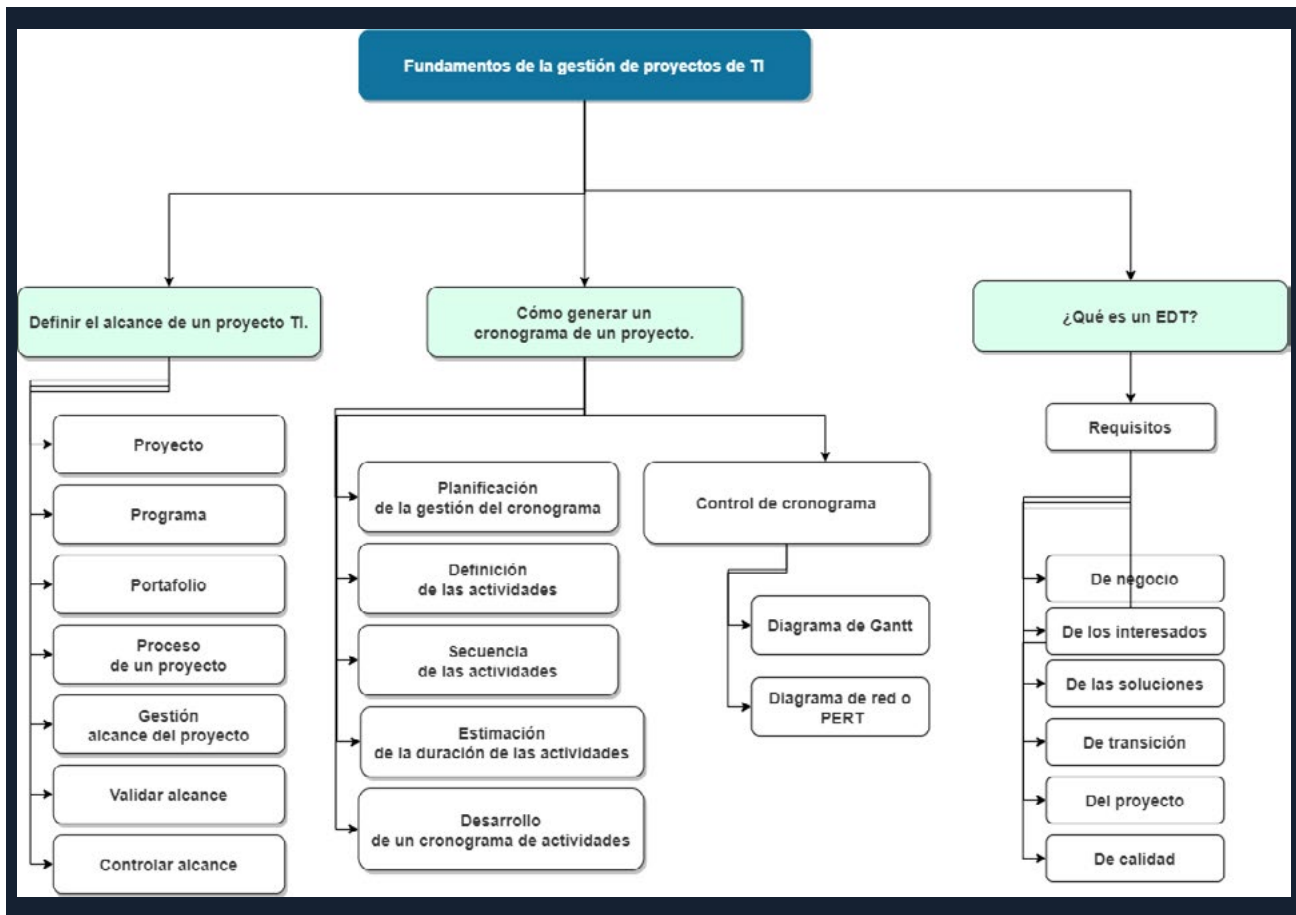 Fundamentos de la gestión de proyectos de TI
Definir el alcance de un proyecto TI.
Proyecto
Programa
Portafolio
Proceso
de un proyecto
Gestión
alcance del proyecto
Validar alcance
Controlar alcance
Cómo generar un
cronograma de un proyecto.
Planificación
de la gestión del cronograma
Definición
de las actividades
Secuencia
de las actividades
Estimación
de la duración de las actividades
Desarrollo
de un cronograma de actividades
Control de cronograma
Diagrama de Gantt
Diagrama de red o
PERT
¿Qué es un EDT?
Requisitos
De negocio
De los interesados
De las soluciones
De transición
Del proyecto
De calidad